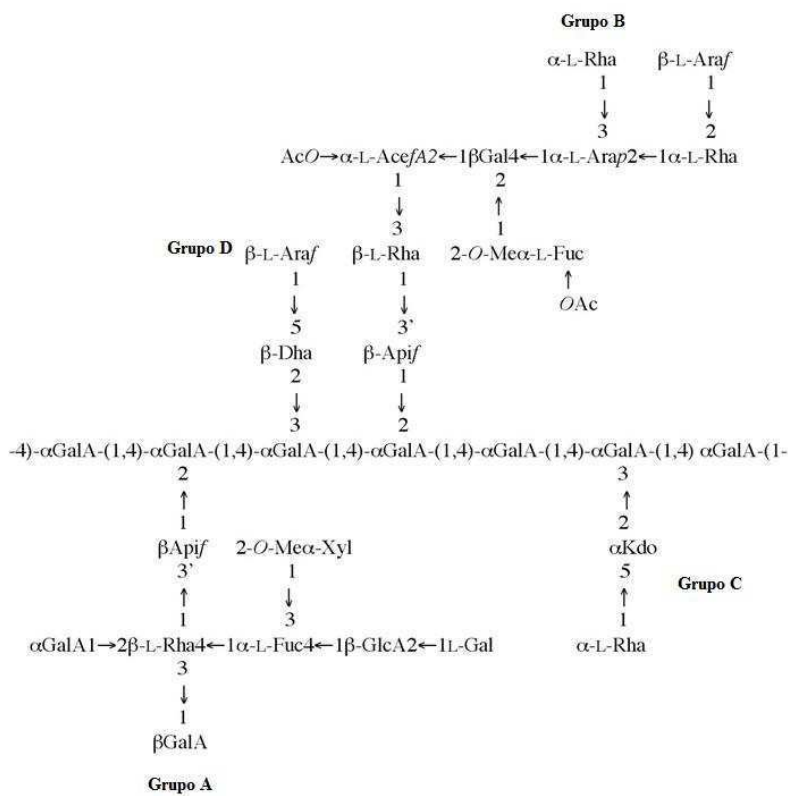 Grupo B
α-L-Rha β-L-Araf
1 1
↓ ↓
3 2
AcO→α-L-AcefA2←1βGal4←1α-L-Arap2←1α-L-Rha
1 2
↓ ↑
3 1
Grupo D β-L-Araf β-L-Rha 2-O-Meα-L-Fuc
1 1 ↑
↓ ↓ OAc
5 3'
β-Dha β-Apif
2 1
↓ ↓
3 2
-4)-αGalA-(1,4)-αGalA-(1,4)-αGalA-(1,4)-αGalA-(1,4)-αGalA-(1,4)-αGalA-(1,4) αGalA-(1-
2 3
↑ ↑
1 2
βApif 2-O-Meα-Xyl αKdo
3' 1 5 Grupo C
↑ ↓ ↑
1 3 1
αGalA1→2β-L-Rha4←1α-L-Fuc4←1β-GlcA2←1L-Gal α-L-Rha
3
↓
1
βGalA
Grupo A